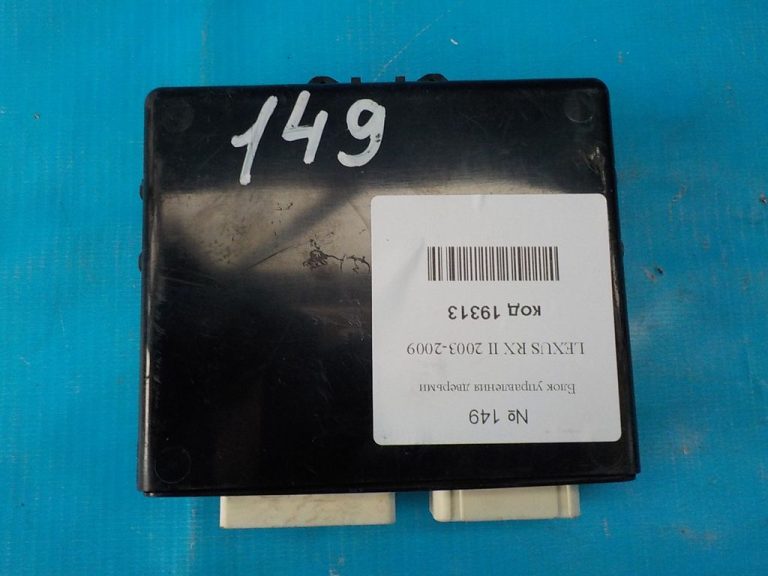 149
№ 149
Блок управления дверьми
LEXUS RX II 2003-2009
код 19313